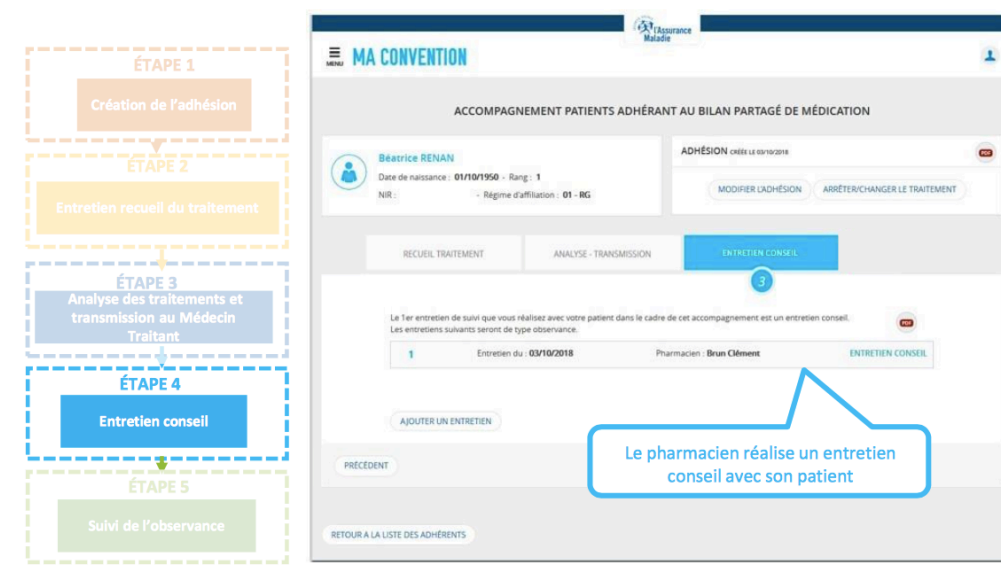 ÉTAPE 1
Création de l'adhésion
ÉTAPE 2
Entretien recueil du traitement
ÉTAPE 3
Analyse des traitements et
transmission au Médecin
Traitant
ÉTAPE 4
Entretien conseil
ÉTAPE 5
Suivi de l'observance
l'Assurance
Maladie
MENU
MA CONVENTION
ACCOMPAGNEMENT PATIENTS ADHÉRANT AU BILAN PARTAGÉ DE MÉDICATION
Béatrice RENAN
Date de naissance : 01/10/1950 - Rang : 1
NIR : - Régime d'affiliation : 01 - RG
ADHÉSION CRÉÉE LE 03/10/2018
PDF
MODIFIER L'ADHÉSION
ARRÊTER/CHANGER LE TRAITEMENT
RECUEIL TRAITEMENT
ANALYSE - TRANSMISSION
ENTRETIEN CONSEIL
3
Le 1er entretien de suivi que vous réalisez avec votre patient dans le cadre de cet accompagnement est un entretien conseil.
Les entretiens suivants seront de type observance.
PDF
1 Entretien du : 03/10/2018 Pharmacien : Brun Clément ENTRETIEN CONSEIL
AJOUTER UN ENTRETIEN
Le pharmacien réalise un entretien
conseil avec son patient
PRÉCÉDENT
RETOUR A LA LISTE DES ADHÉRENTS